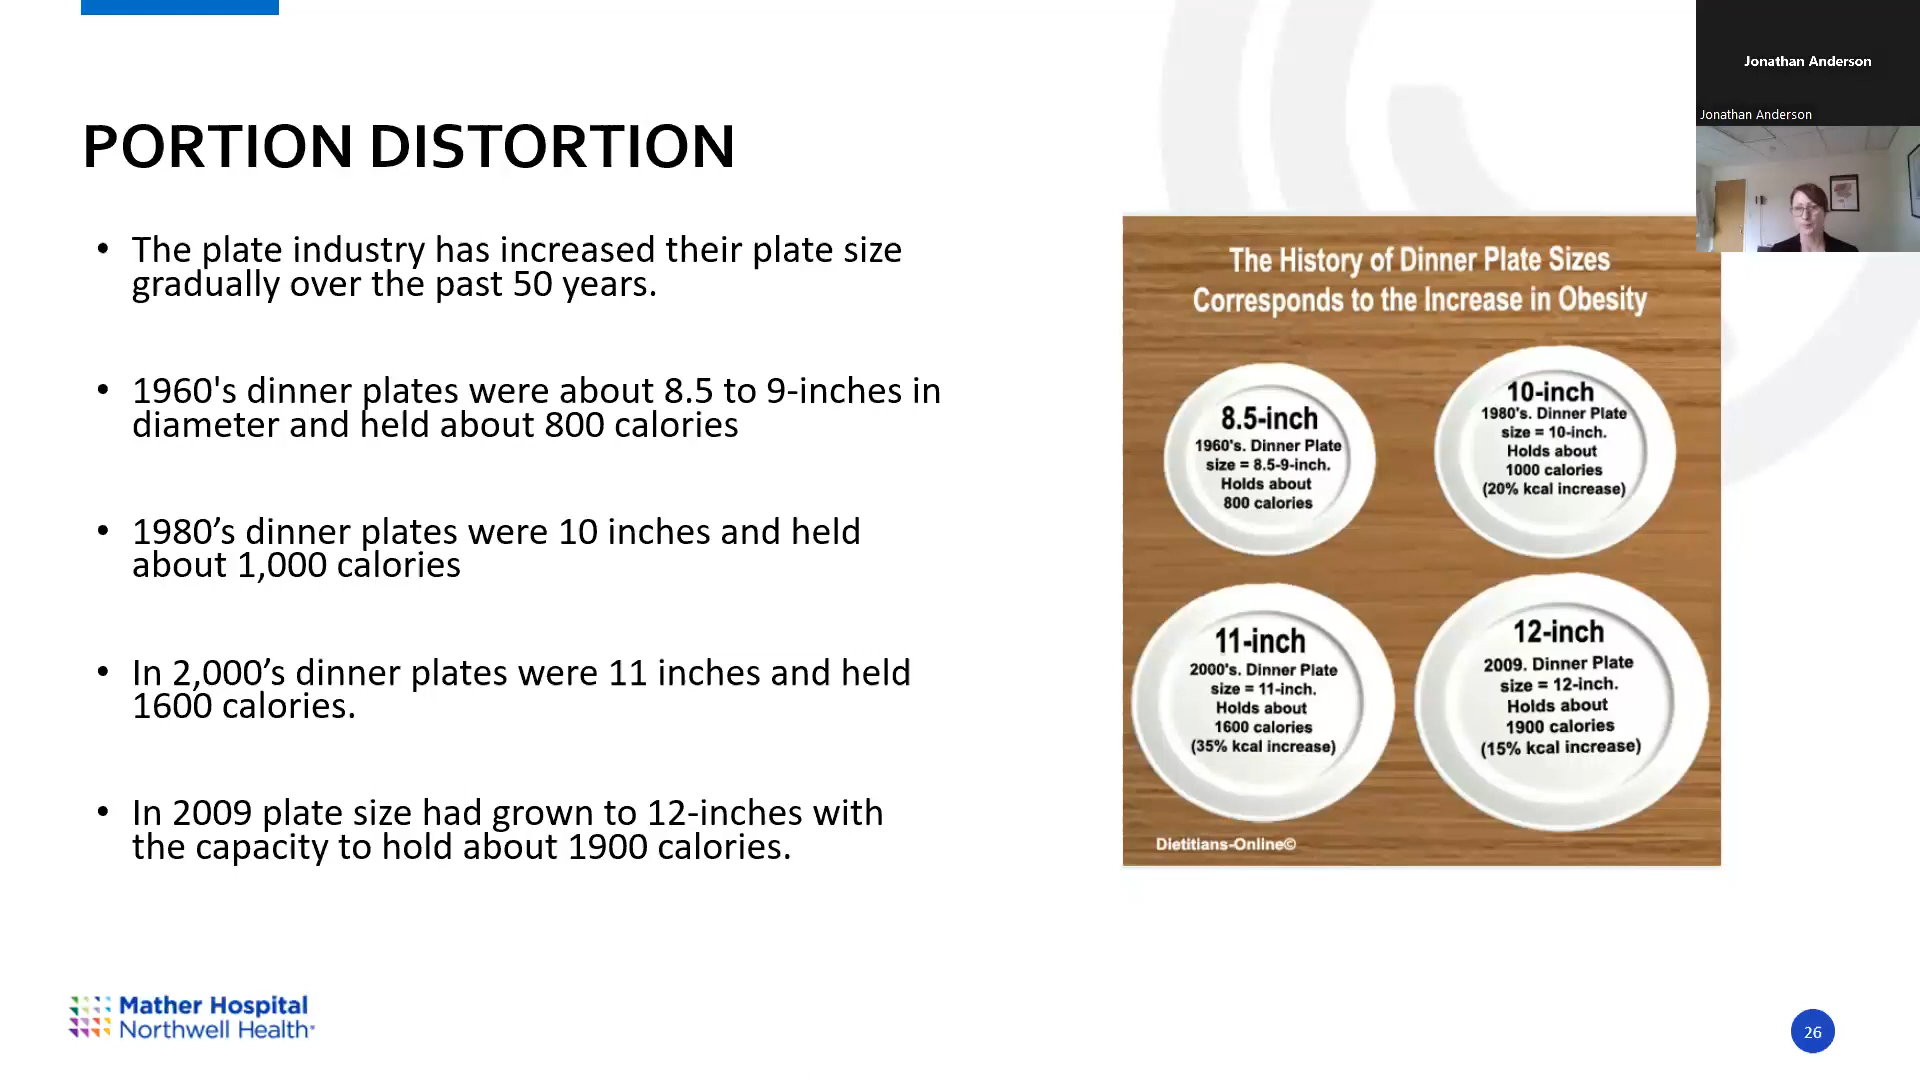 PORTION DISTORTION
• The plate industry has increased their plate size
gradually over the past 50 years.
• 1960's dinner plates were about 8.5 to 9-inches in
diameter and held about 800 calories
• 1980’s dinner plates were 10 inches and held
about 1,000 calories
• In 2,000’s dinner plates were 11 inches and held
1600 calories.
• In 2009 plate size had grown to 12-inches with
the capacity to hold about 1900 calories.
The History of Dinner Plate Sizes
Corresponds to the Increase in Obesity
8.5-inch
1960's. Dinner Plate
size = 8.5-9-inch.
Holds about
800 calories
10-inch
1980's. Dinner Plate
size = 10-inch.
Holds about
1000 calories
(20% kcal increase)
11-inch
2000's. Dinner Plate
size = 11-inch.
Holds about
1600 calories
(35% kcal increase)
12-inch
2009. Dinner Plate
size = 12-inch.
Holds about
1900 calories
(15% kcal increase)
Dietitians-Online©
Jonathan Anderson
Jonathan Anderson
Mather Hospital
Northwell Health
26